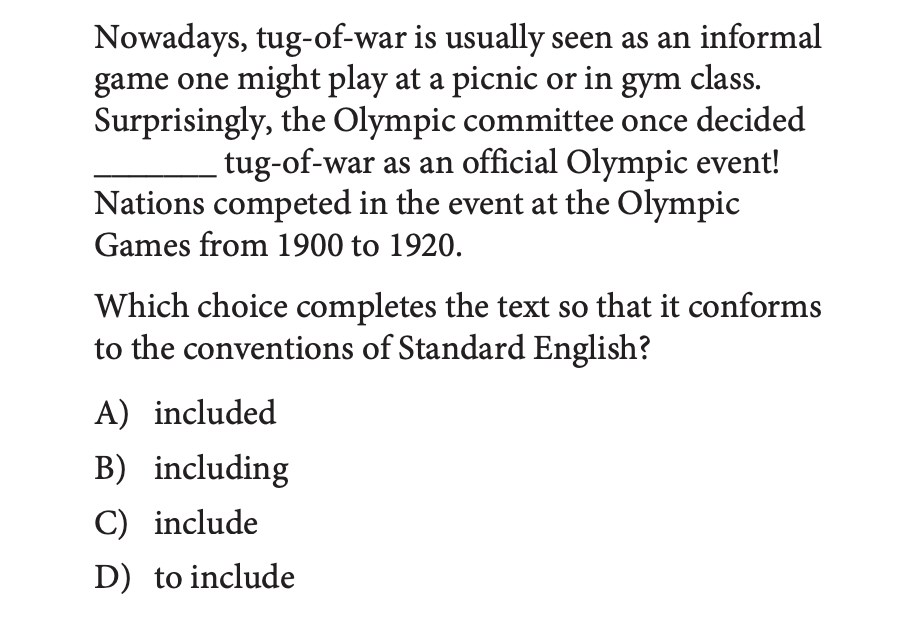 Nowadays, tug-of-war is usually seen as an informal
game one might play at a picnic or in gym class.
Surprisingly, the Olympic committee once decided
_______ tug-of-war as an official Olympic event!
Nations competed in the event at the Olympic
Games from 1900 to 1920.
Which choice completes the text so that it conforms
to the conventions of Standard English?
A) included
B) including
C) include
D) to include